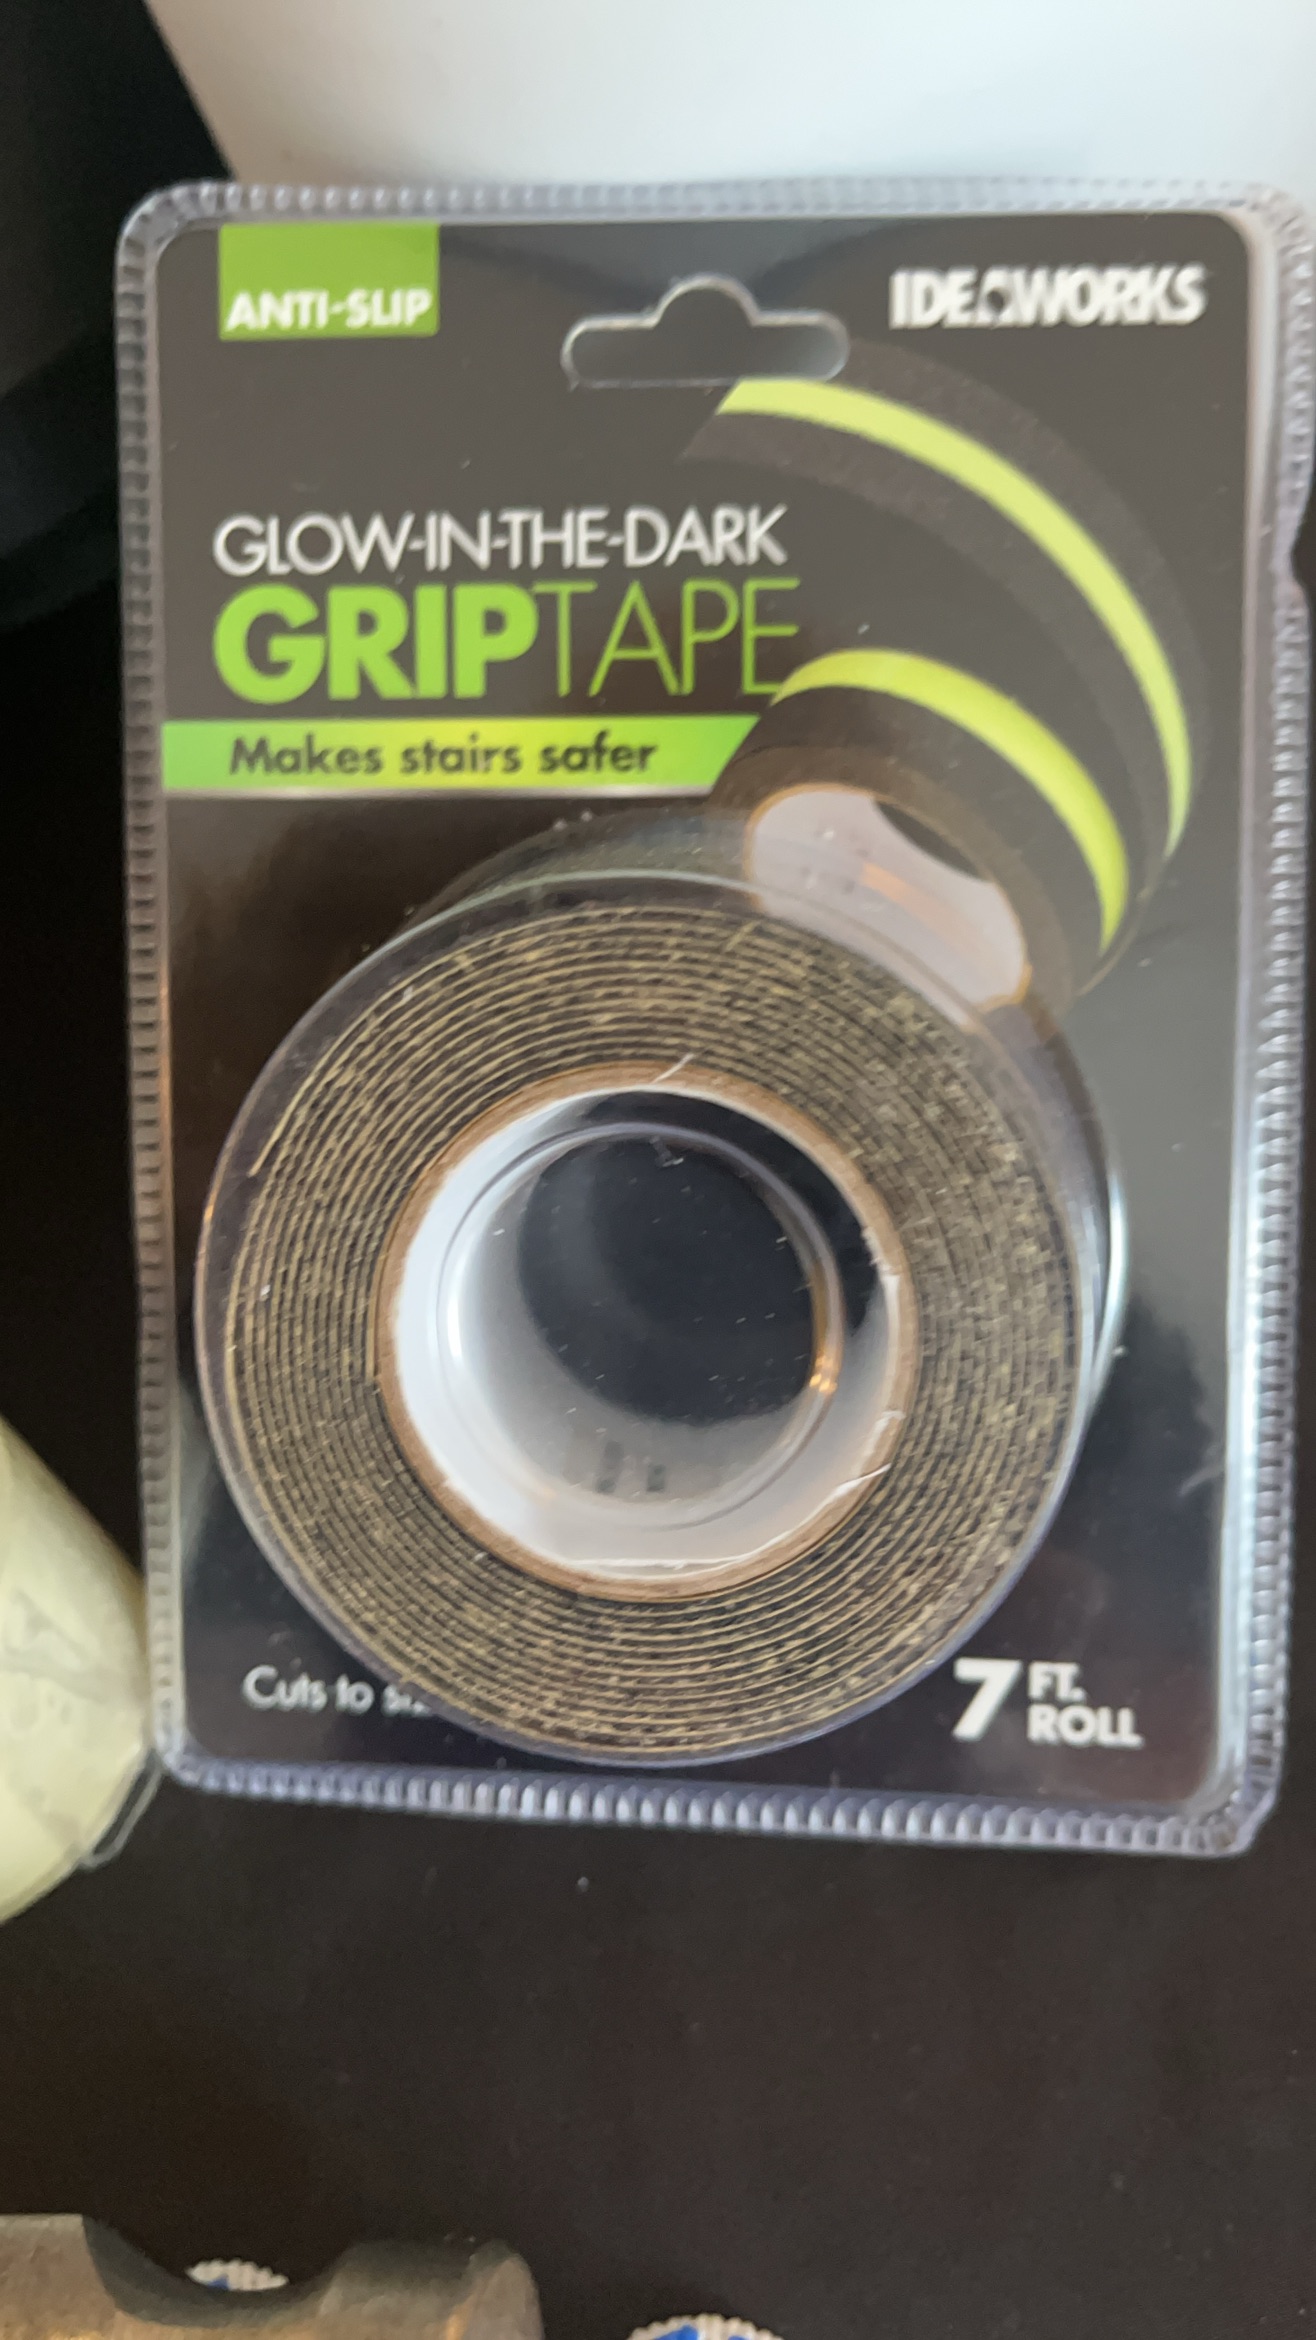 ANTI-SLIP
IDEAWORKS
GLOW-IN-THE-DARK
GRIPTAPE
Makes stairs safer
Cuts to
7 FT.
ROLL